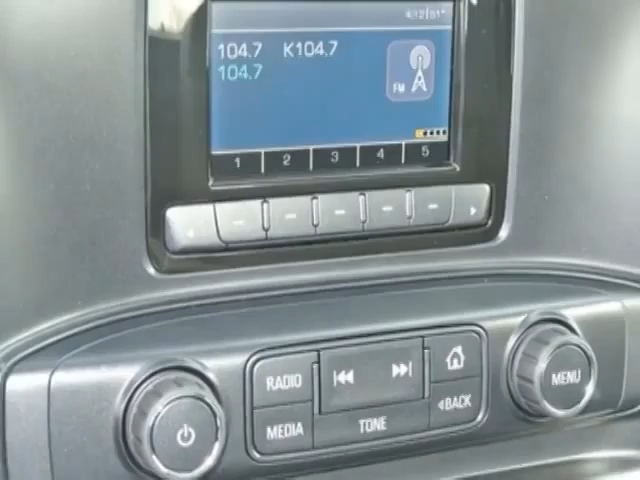 104.7 K104.7
104.7
FM
1 2 3 4 5
RADIO
MEDIA
TONE
BACK
MENU